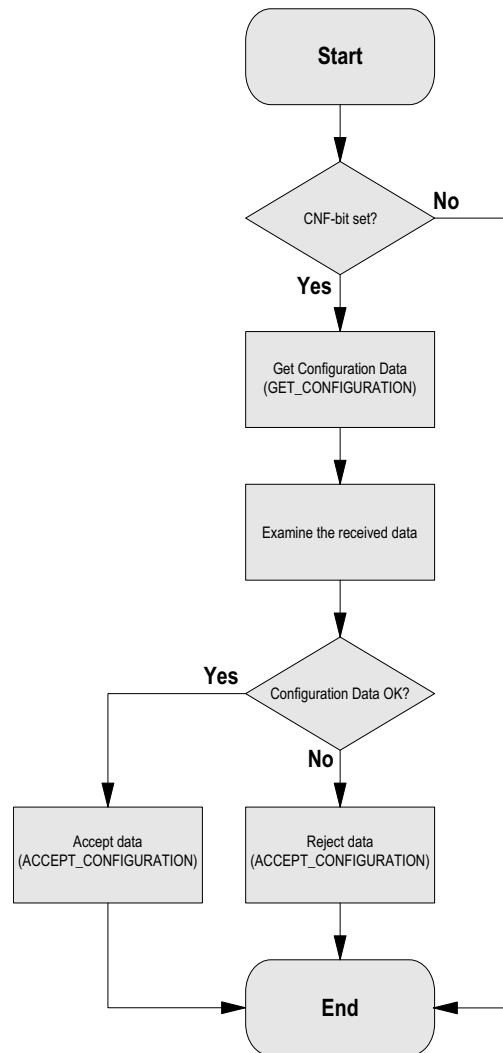 Start
CNF-bit set?
No
Yes
Get Configuration Data
(GET_CONFIGURATION)
Examine the received data
Yes
Configuration Data OK?
No
Accept data
(ACCEPT_CONFIGURATION)
Reject data
(ACCEPT_CONFIGURATION)
End